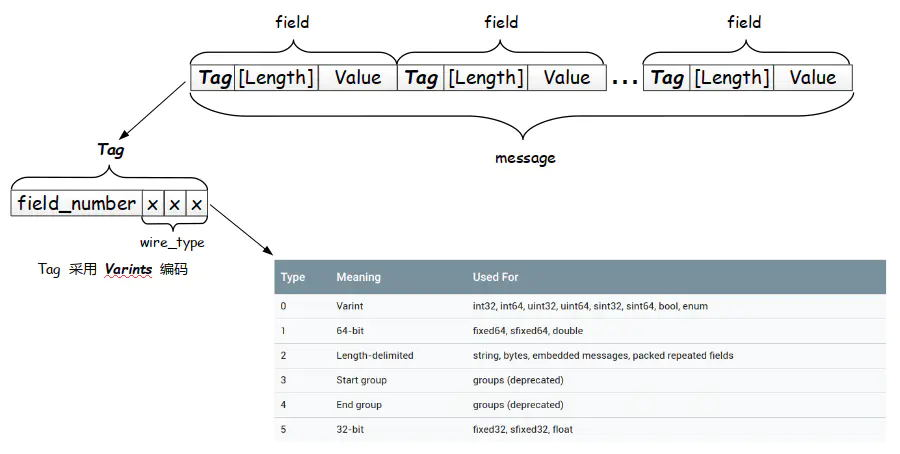 field field field
Tag [Length] Value Tag [Length] Value ... Tag [Length] Value
message
Tag
field_number x x x
wire_type
Tag 采用 Varints 编码
Type Meaning Used For
0 Varint int32, int64, uint32, uint64, sint32, sint64, bool, enum
1 64-bit fixed64, sfixed64, double
2 Length-delimited string, bytes, embedded messages, packed repeated fields
3 Start group groups (deprecated)
4 End group groups (deprecated)
5 32-bit fixed32, sfixed32, float